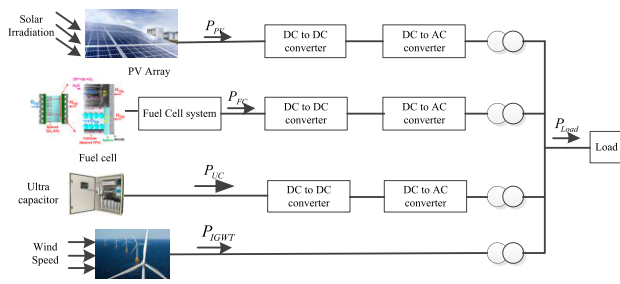 Solar
Irradiation
P_PV
DC to DC
converter
DC to AC
converter
PV Array
Fuel Cell system
P_FC
DC to DC
converter
DC to AC
converter
P_Load
Load
Fuel cell
Ultra
capacitor
P_UC
DC to DC
converter
DC to AC
converter
Wind
Speed
P_IGWT